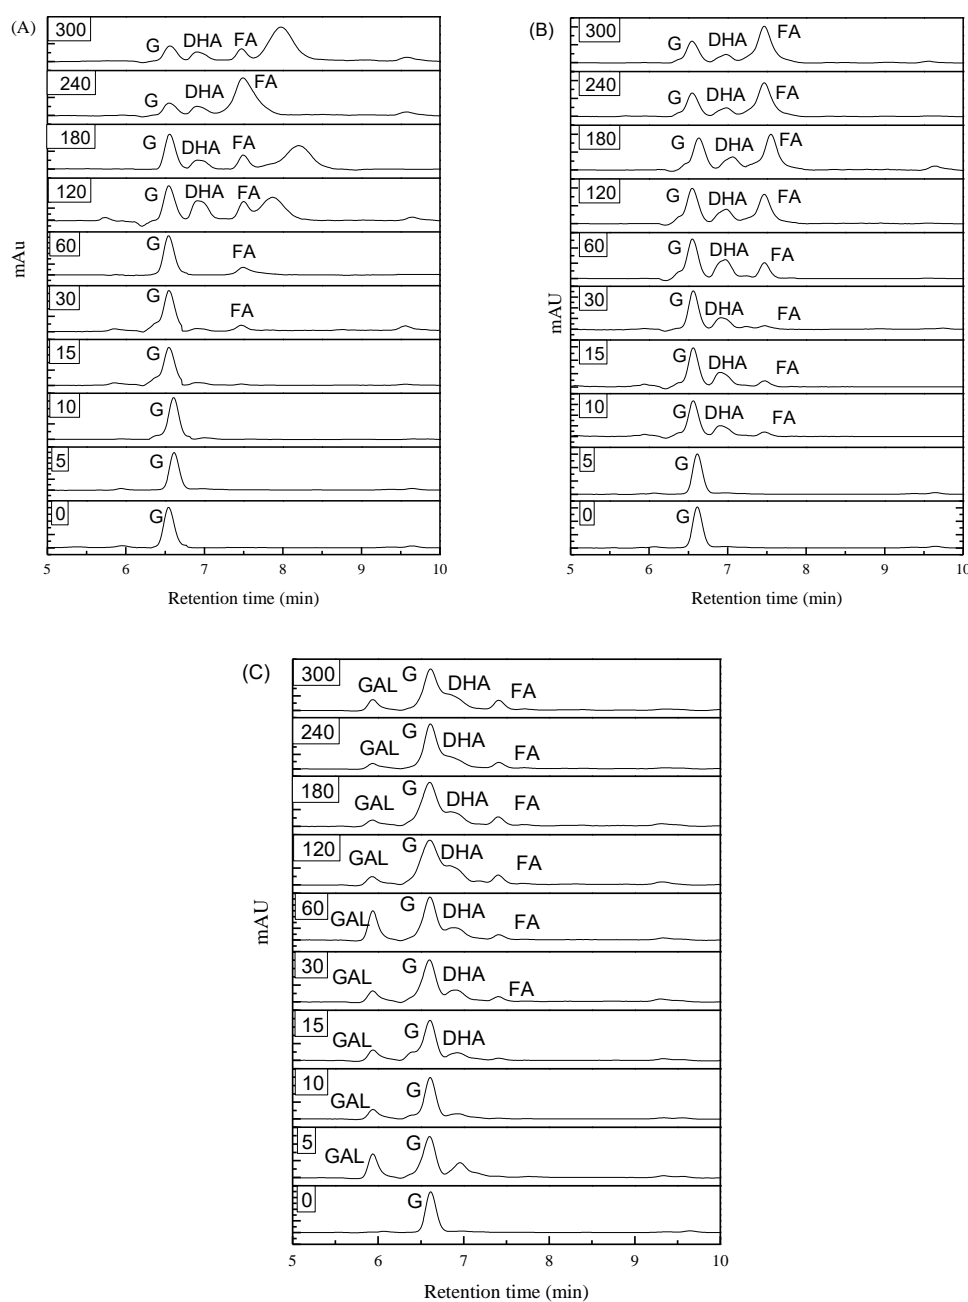 (A)
300 G DHA FA
240 G DHA FA
180 G DHA FA
120 G DHA FA
60 G FA
30 G FA
15 G
10 G
5 G
0 G
mAu
5 6 7 8 9 10
Retention time (min)
(B)
300 G DHA FA
240 G DHA FA
180 G DHA FA
120 G DHA FA
60 G DHA FA
30 G DHA FA
15 G DHA FA
10 G DHA FA
5 G
0 G
mAU
5 6 7 8 9 10
Retention time (min)
(C)
300 GAL G DHA FA
240 GAL G DHA FA
180 GAL G DHA FA
120 GAL G DHA FA
60 GAL G DHA FA
30 GAL G DHA FA
15 GAL G DHA
10 GAL G
5 GAL G
0 G
mAU
5 6 7 8 9 10
Retention time (min)